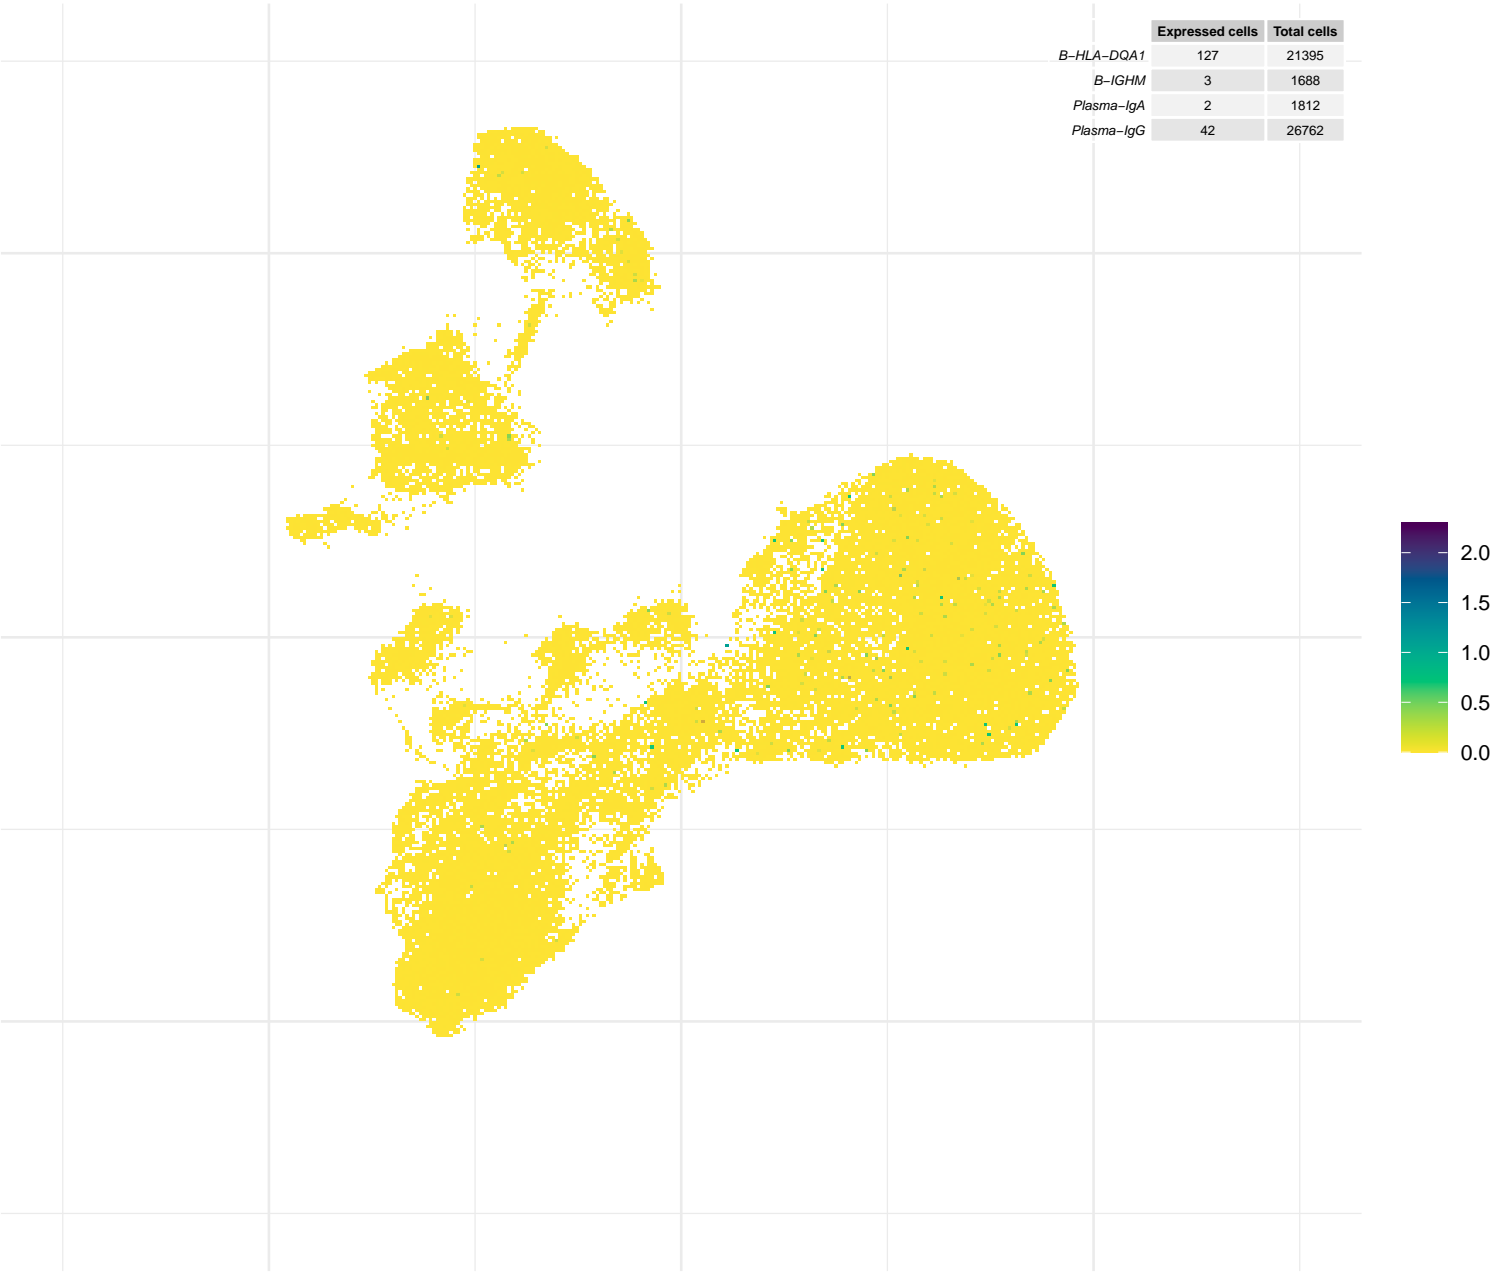 Expressed cells Total cells
B−HLA−DQA1 127 21395
B−IGHM 3 1688
Plasma−IgA 2 1812
Plasma−IgG 42 26762
2.0
1.5
1.0
0.5
0.0